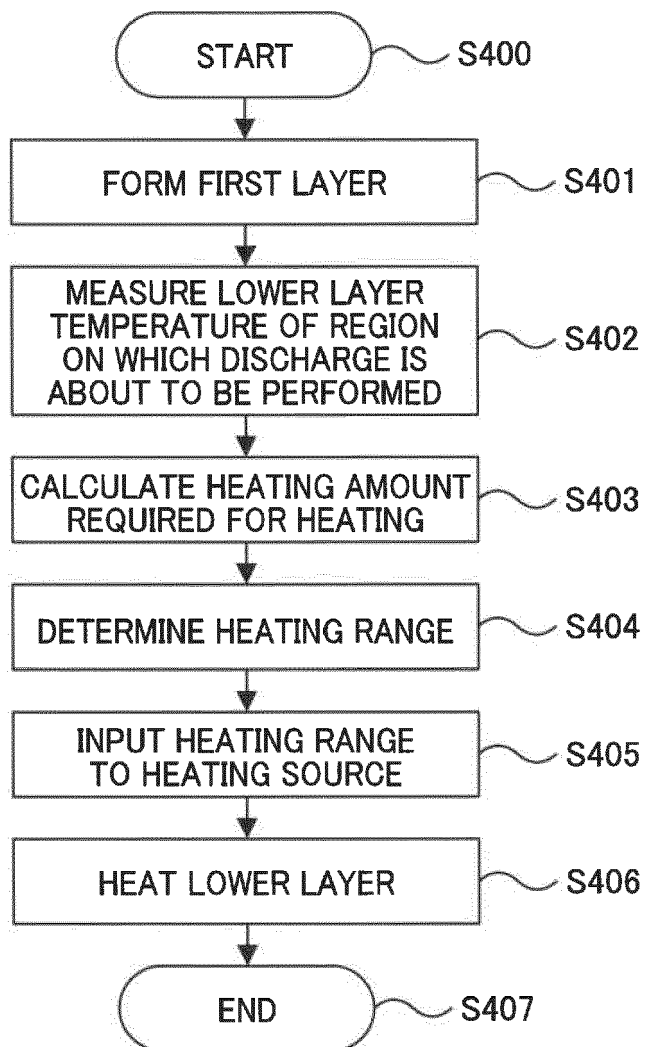 START
S400
FORM FIRST LAYER
S401
MEASURE LOWER LAYER
TEMPERATURE OF REGION
ON WHICH DISCHARGE IS
ABOUT TO BE PERFORMED
S402
CALCULATE HEATING AMOUNT
REQUIRED FOR HEATING
S403
DETERMINE HEATING RANGE
S404
INPUT HEATING RANGE
TO HEATING SOURCE
S405
HEAT LOWER LAYER
S406
END
S407